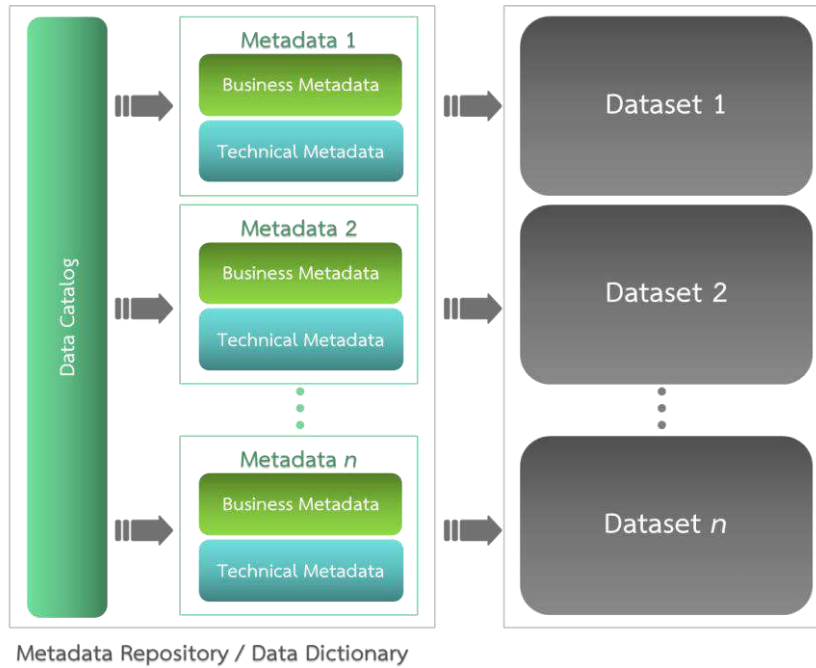 Data Catalog
Metadata 1
Business Metadata
Technical Metadata
Dataset 1
Metadata 2
Business Metadata
Technical Metadata
Dataset 2
Metadata n
Business Metadata
Technical Metadata
Dataset n
Metadata Repository / Data Dictionary